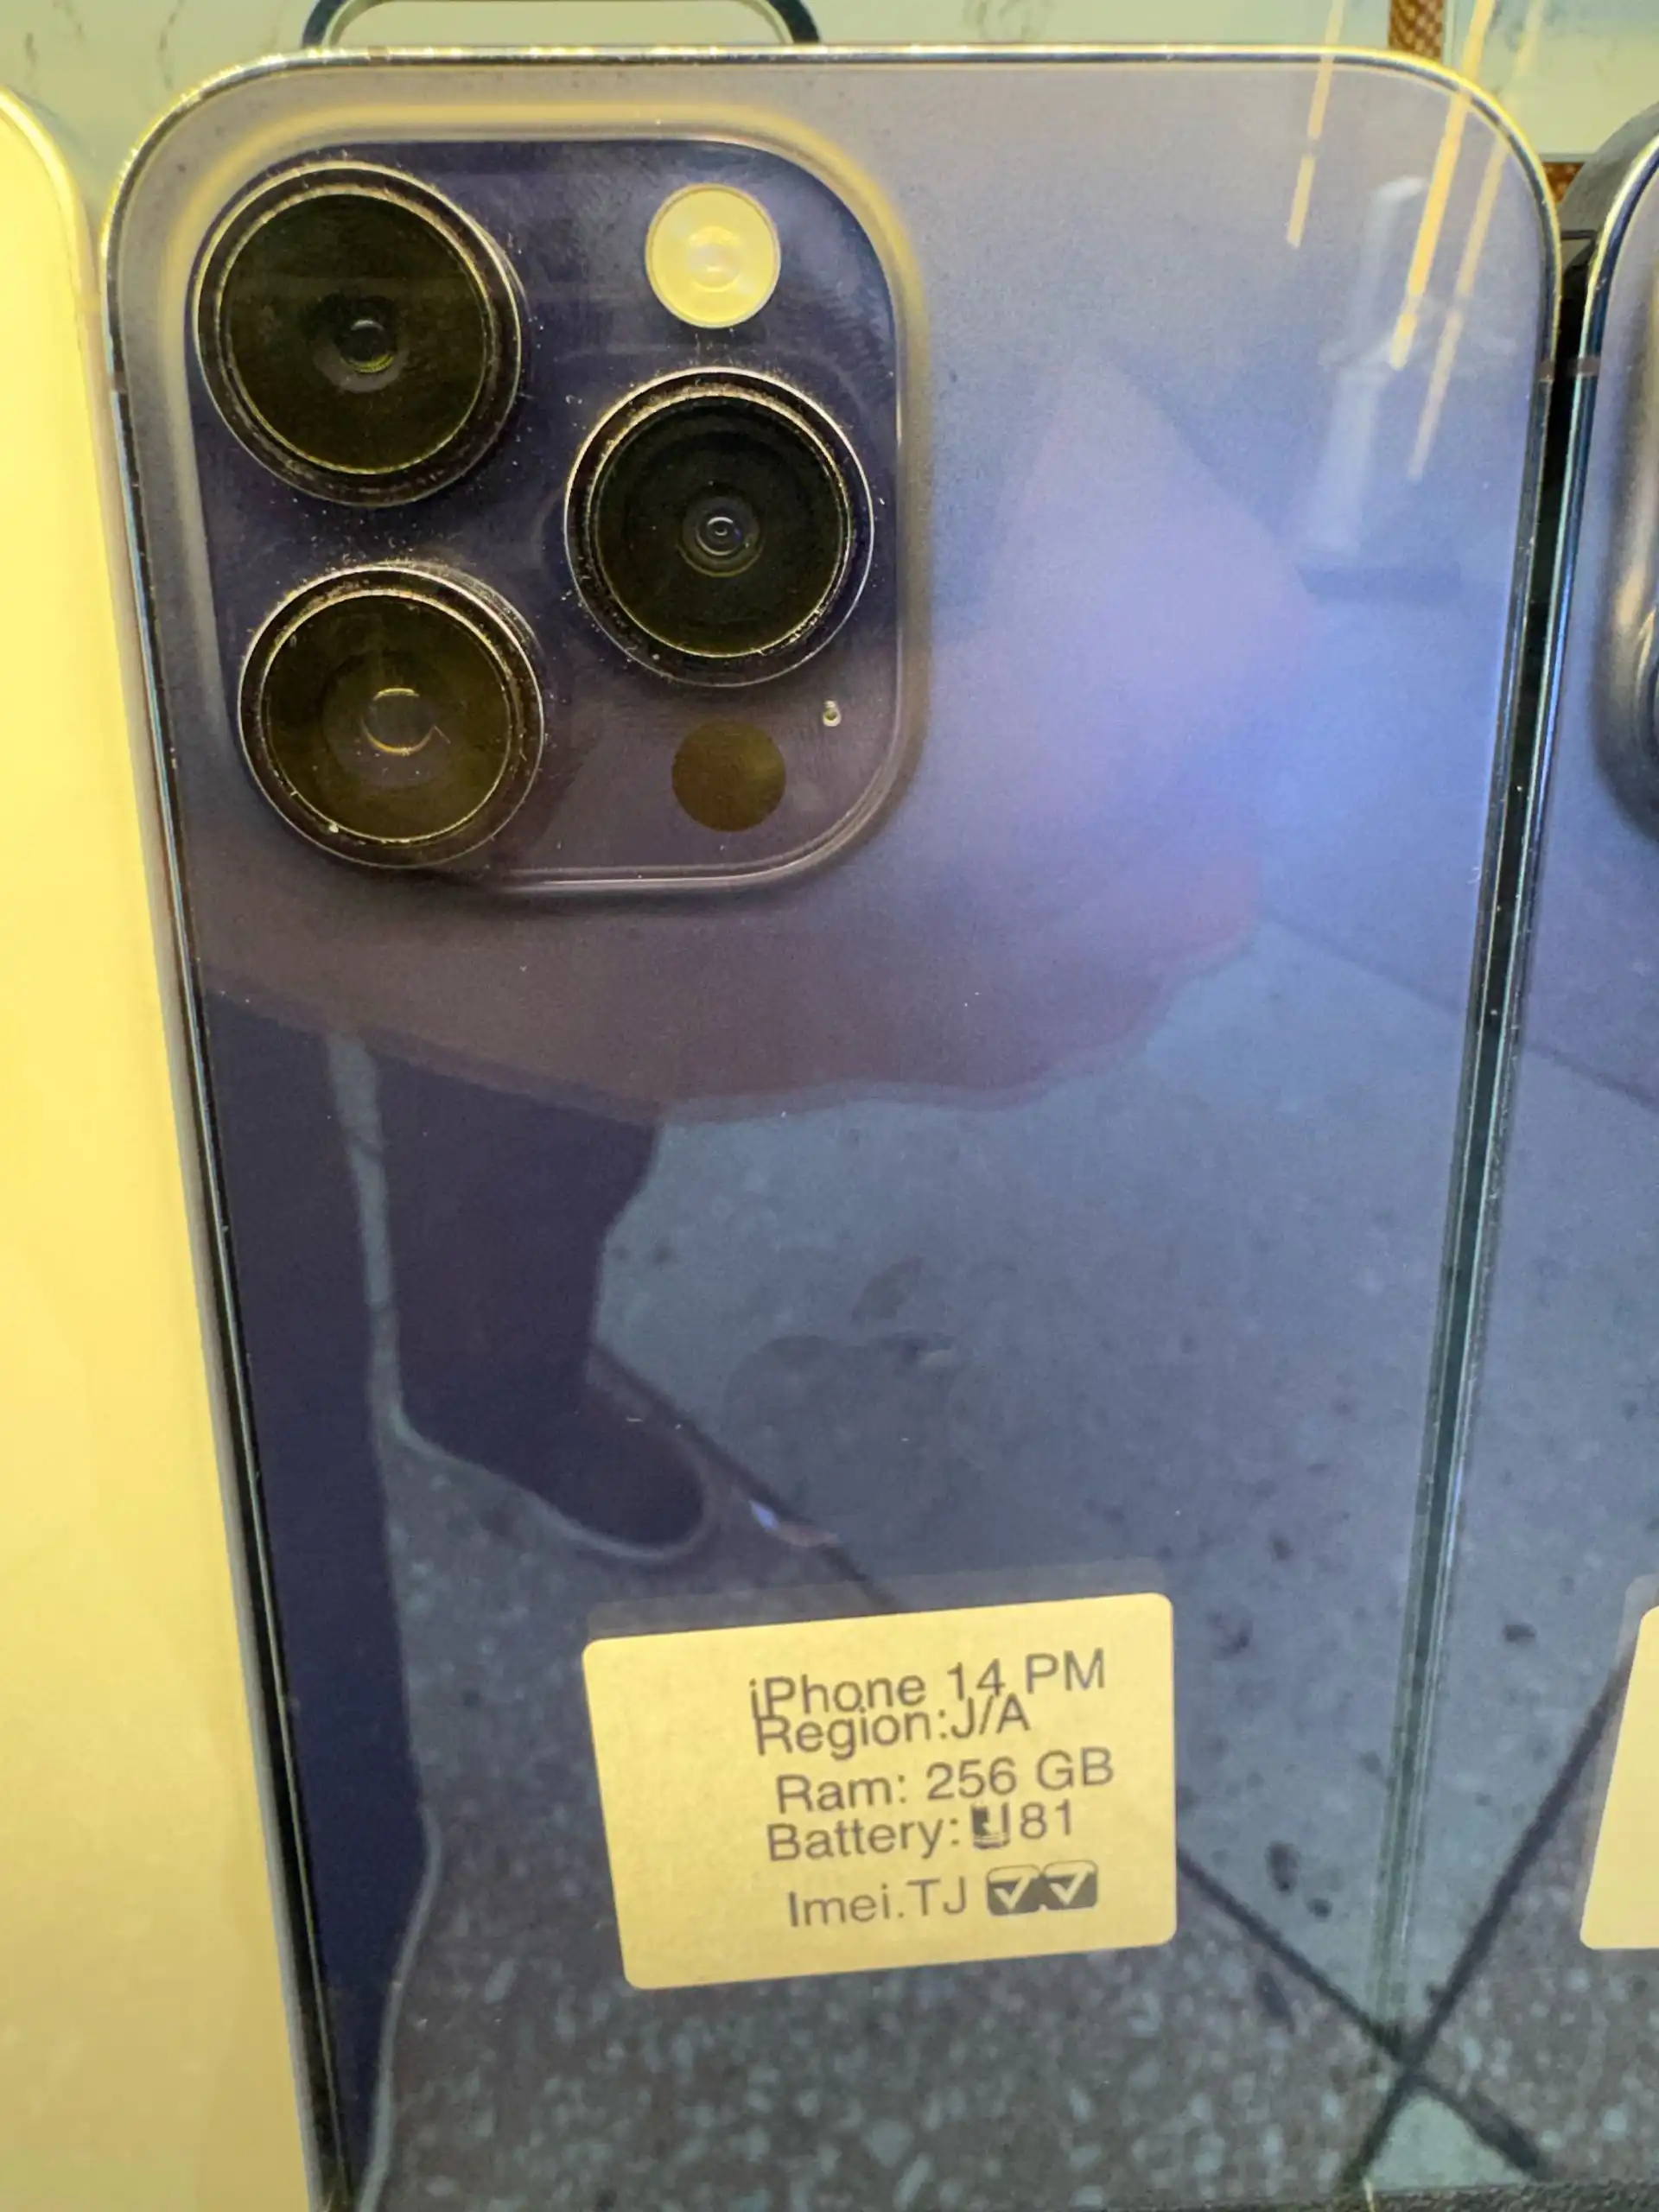 iPhone 14 PM
Region:J/A
Ram: 256 GB
Battery:🔋81
Imei.TJ ✅✅